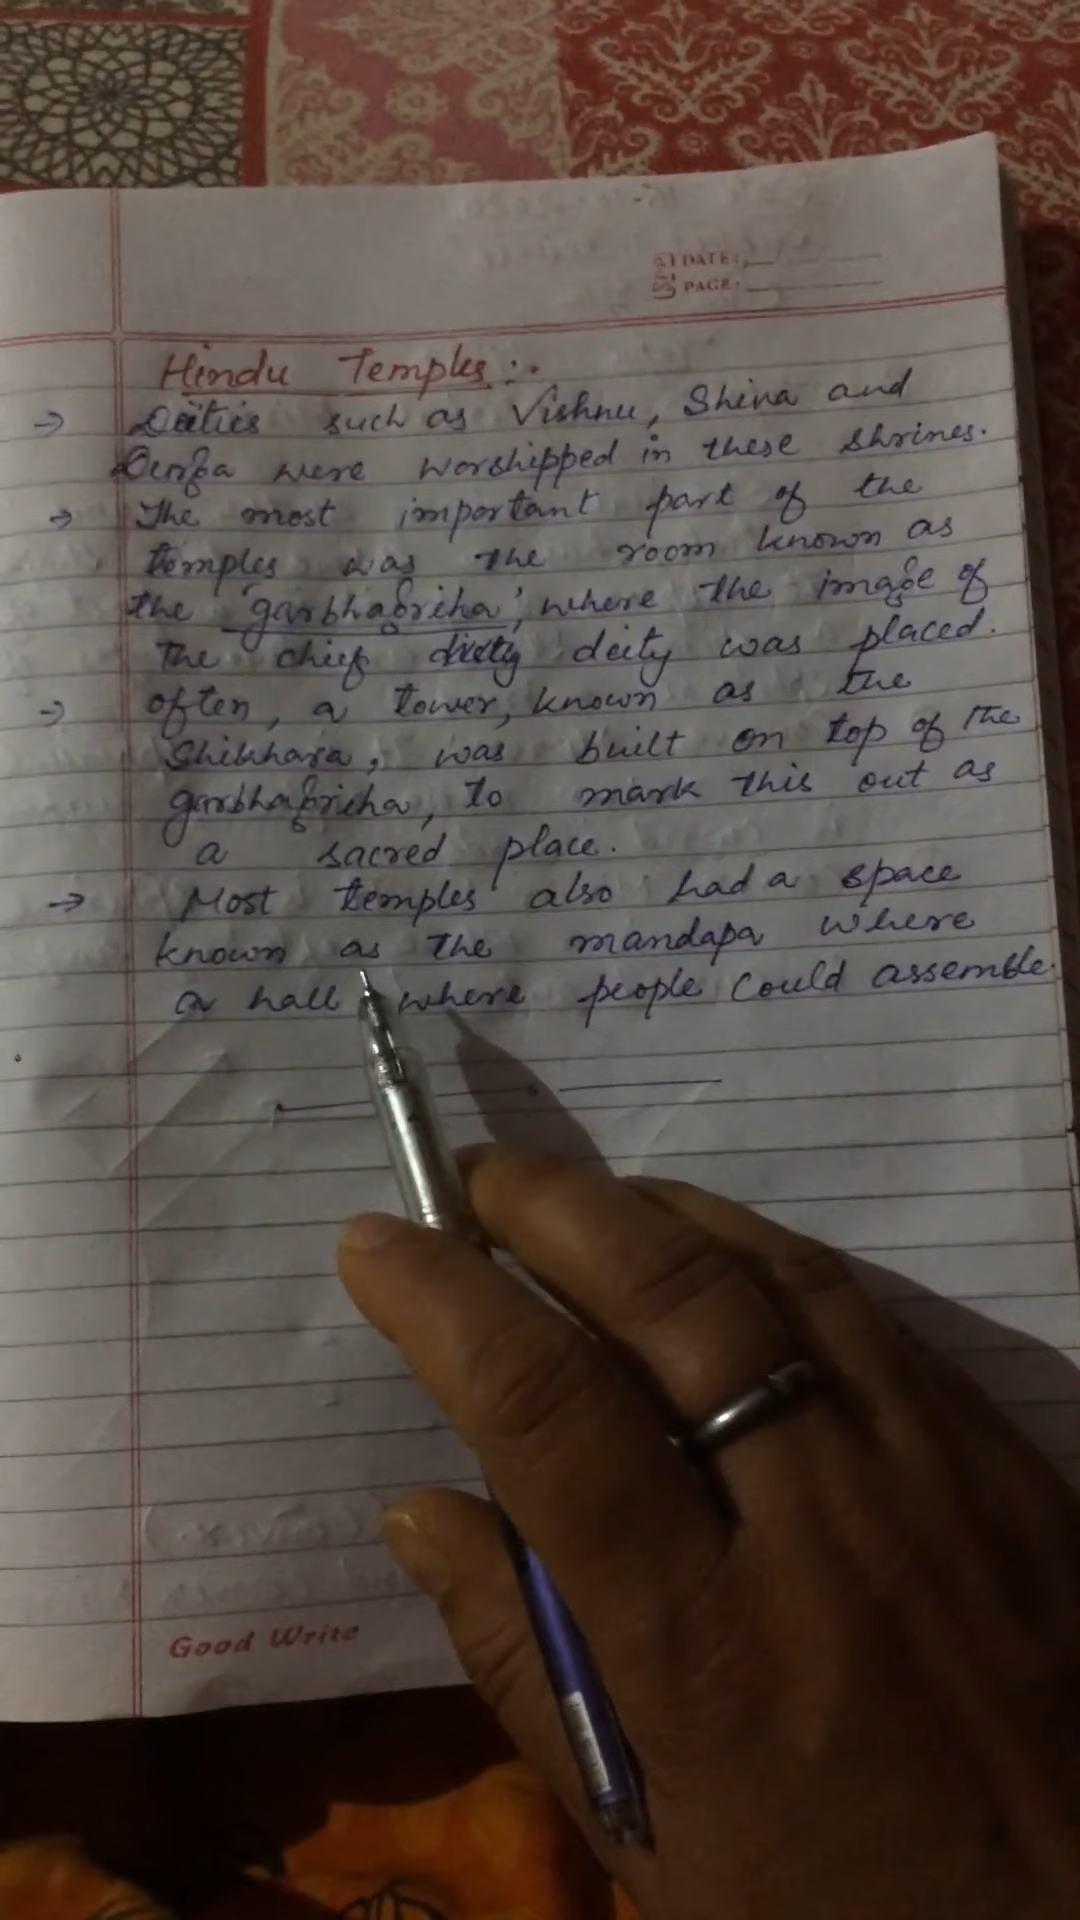 DATE:
PAGE:
Hindu Temples :-
→ Deities such as Vishnu, Shiva and
Durga were worshipped in these shrines.
→ The most important part of the
temples was the room known as
the 'garbhagriha', where the image of
the chief deity was placed.
→ often, a tower, known as the
Shikhara, was built on top of the
garbhagriha, to mark this out as
a sacred place.
→ Most temples also had a space
known as the mandapa where
a hall where people could assemble.
Good Write